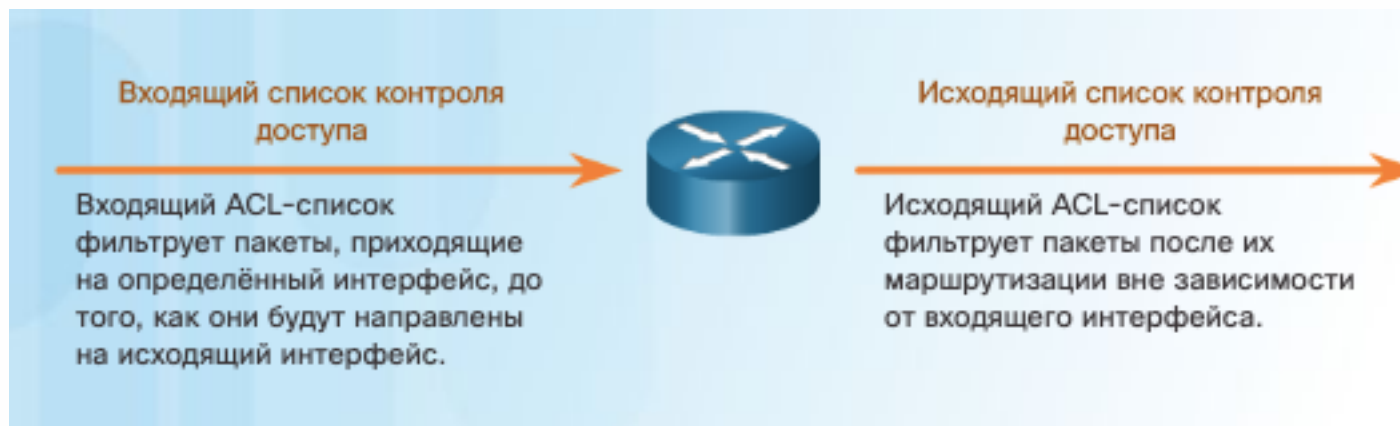 Входящий список контроля
доступа
Входящий ACL-список
фильтрует пакеты, приходящие
на определённый интерфейс, до
того, как они будут направлены
на исходящий интерфейс.
Исходящий список контроля
доступа
Исходящий ACL-список
фильтрует пакеты после их
маршрутизации вне зависимости
от входящего интерфейса.